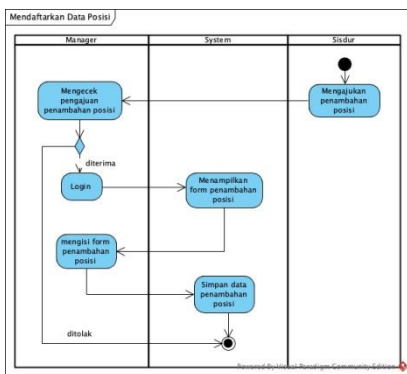 Mendaftarkan Data Posisi
Manager
System
Sisdur
Mengecek
pengajuan
penambahan posisi
Mengajukan
penambahan
posisi
diterima
Login
Menampilkan
form penambahan
posisi
mengisi form
penambahan
posisi
Simpan data
penambahan
posisi
ditolak
Powered By Visual Paradigm Community Edition